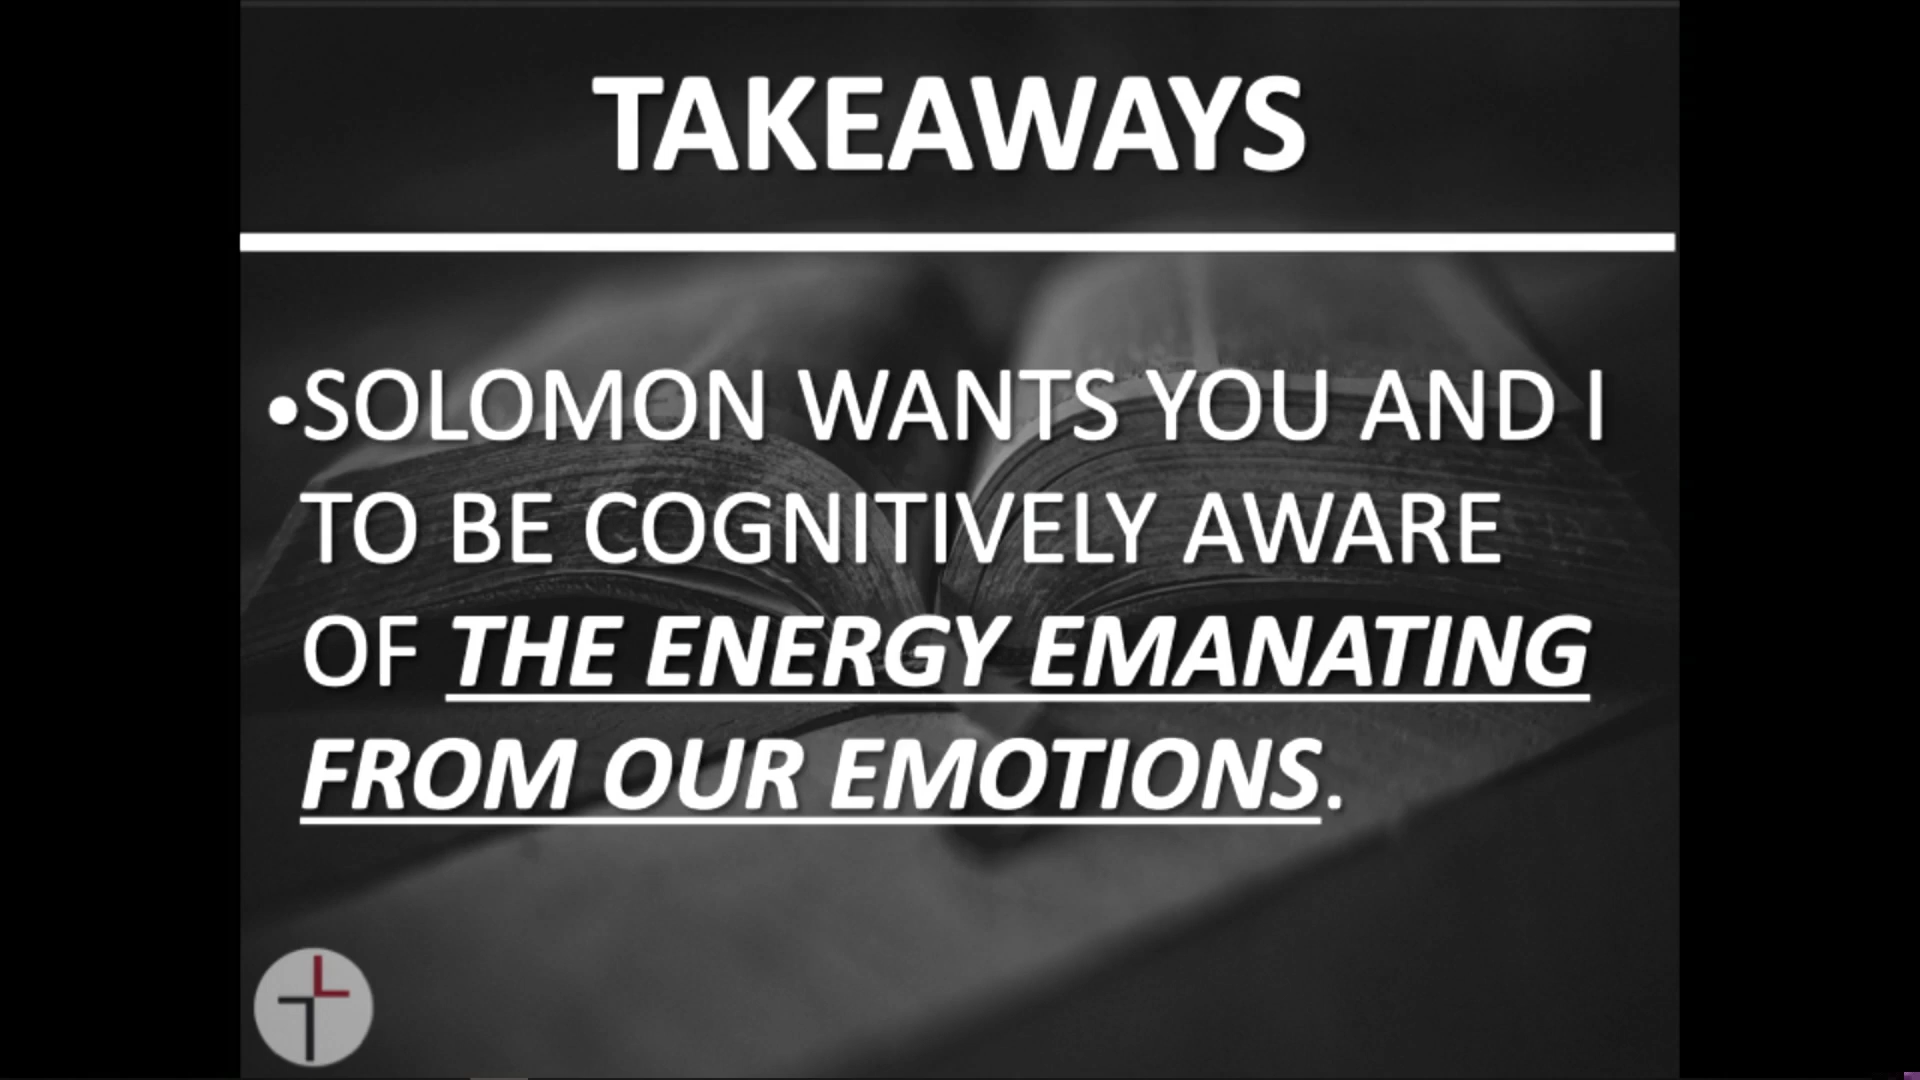 TAKEAWAYS
•SOLOMON WANTS YOU AND I
TO BE COGNITIVELY AWARE
OF THE ENERGY EMANATING
FROM OUR EMOTIONS.